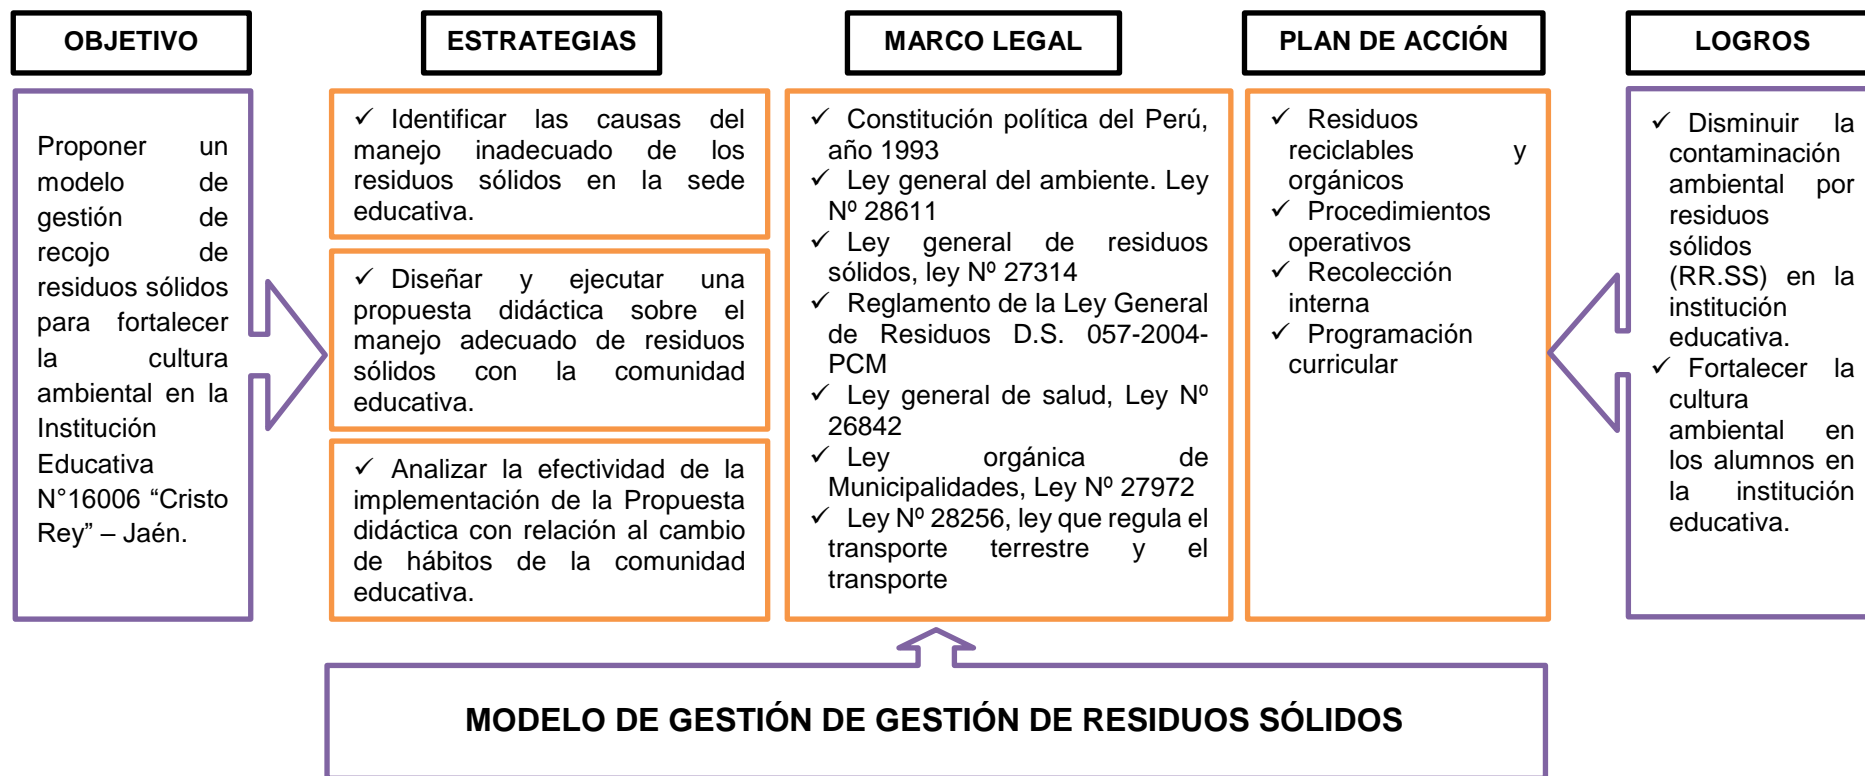 OBJETIVO
Proponer un
modelo de
gestión de
recojo de
residuos sólidos
para fortalecer
la cultura
ambiental en la
Institución
Educativa
N°16006 “Cristo
Rey” – Jaén.
ESTRATEGIAS
✓ Identificar las causas del
manejo inadecuado de los
residuos sólidos en la sede
educativa.
✓ Diseñar y ejecutar una
propuesta didáctica sobre el
manejo adecuado de residuos
sólidos con la comunidad
educativa.
✓ Analizar la efectividad de la
implementación de la Propuesta
didáctica con relación al cambio
de hábitos de la comunidad
educativa.
MARCO LEGAL
✓ Constitución política del Perú,
año 1993
✓ Ley general del ambiente. Ley
Nº 28611
✓ Ley general de residuos
sólidos, ley Nº 27314
✓ Reglamento de la Ley General
de Residuos D.S. 057-2004-
PCM
✓ Ley general de salud, Ley Nº
26842
✓ Ley orgánica de
Municipalidades, Ley Nº 27972
✓ Ley Nº 28256, ley que regula el
transporte terrestre y el
transporte
PLAN DE ACCIÓN
✓ Residuos
reciclables y
orgánicos
✓ Procedimientos
operativos
✓ Recolección
interna
✓ Programación
curricular
LOGROS
✓ Disminuir la
contaminación
ambiental por
residuos
sólidos
(RR.SS) en la
institución
educativa.
✓ Fortalecer la
cultura
ambiental en
los alumnos en
la institución
educativa.
MODELO DE GESTIÓN DE GESTIÓN DE RESIDUOS SÓLIDOS